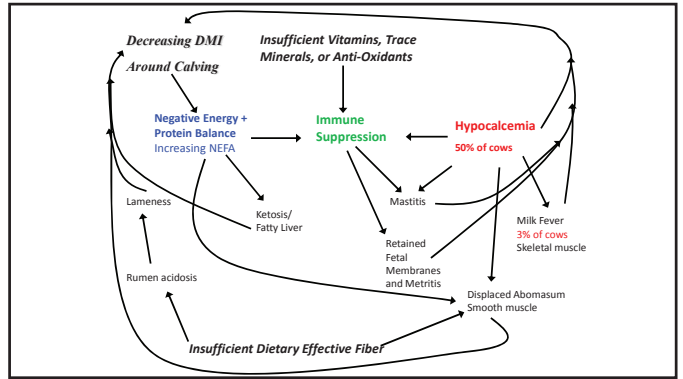 Decreasing DMI
Around Calving
Insufficient Vitamins, Trace
Minerals, or Anti-Oxidants
Negative Energy +
Protein Balance
Increasing NEFA
Immune
Suppression
Hypocalcemia
50% of cows
Lameness
Ketosis/
Fatty Liver
Mastitis
Milk Fever
3% of cows
Skeletal muscle
Retained
Fetal
Membranes
and Metritis
Rumen acidosis
Displaced Abomasum
Smooth muscle
Insufficient Dietary Effective Fiber